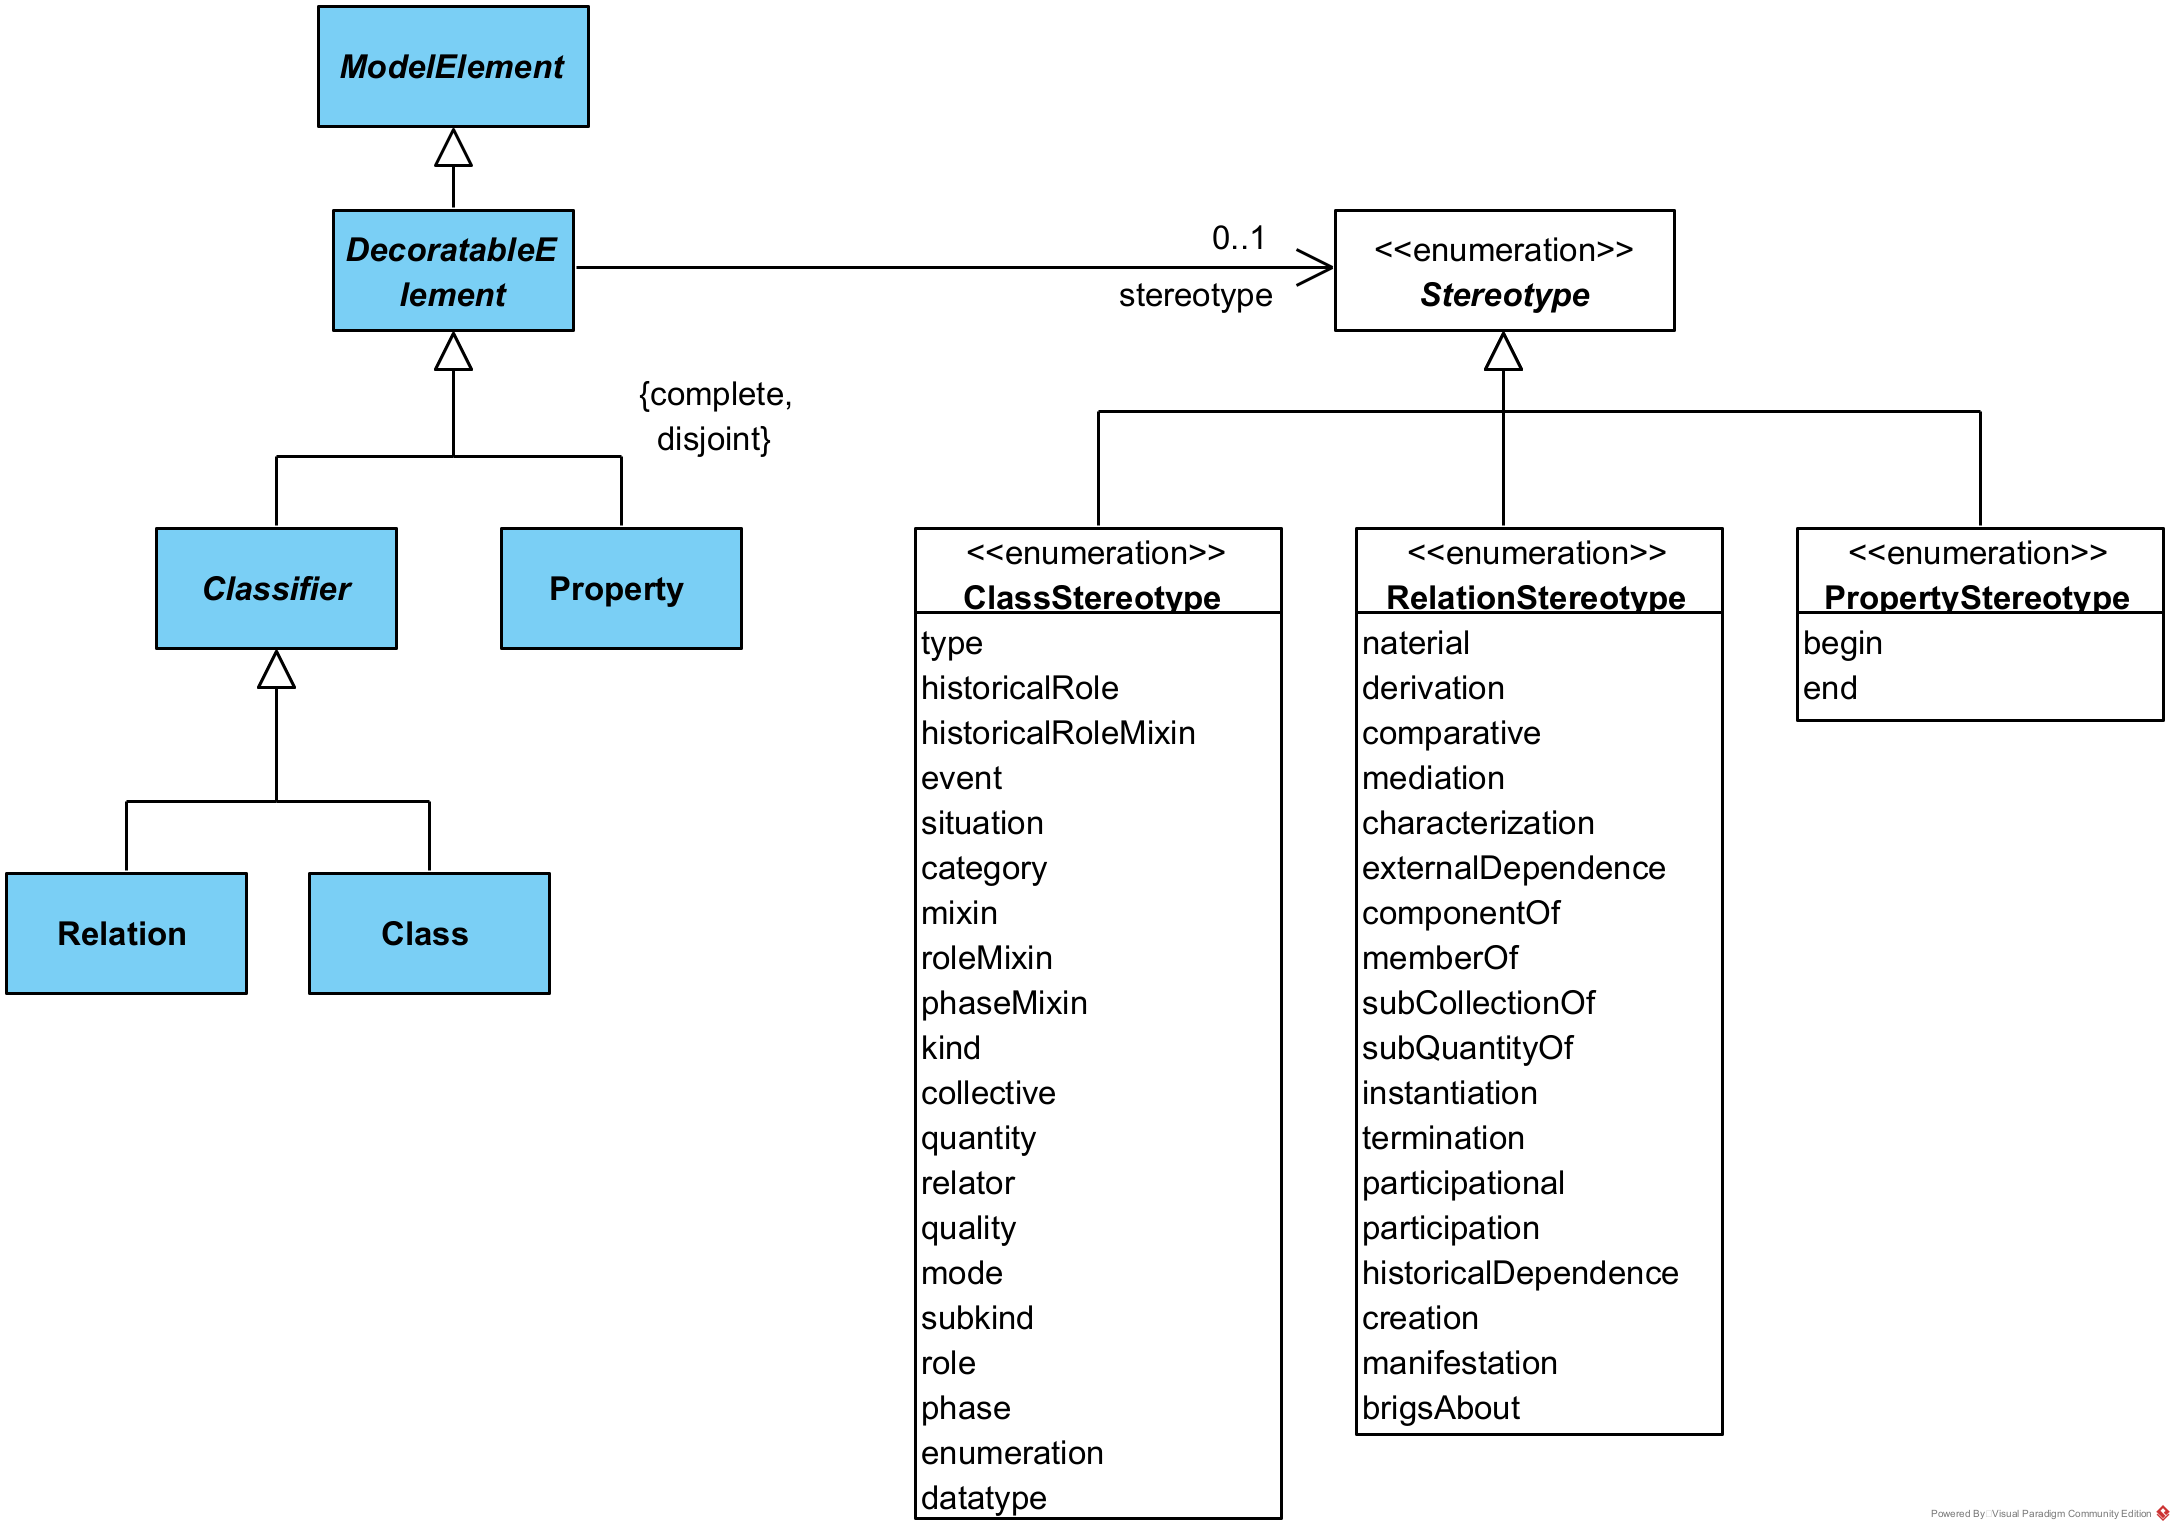 ModelElement
DecoratableE
lement
0..1
stereotype
<<enumeration>>
Stereotype
{complete,
disjoint}
Classifier
Property
Relation
Class
<<enumeration>>
ClassStereotype
type
historicalRole
historicalRoleMixin
event
situation
category
mixin
roleMixin
phaseMixin
kind
collective
quantity
relator
quality
mode
subkind
role
phase
enumeration
datatype
<<enumeration>>
RelationStereotype
naterial
derivation
comparative
mediation
characterization
externalDependence
componentOf
memberOf
subCollectionOf
subQuantityOf
instantiation
termination
participational
participation
historicalDependence
creation
manifestation
brigsAbout
<<enumeration>>
PropertyStereotype
begin
end
Powered By Visual Paradigm Community Edition